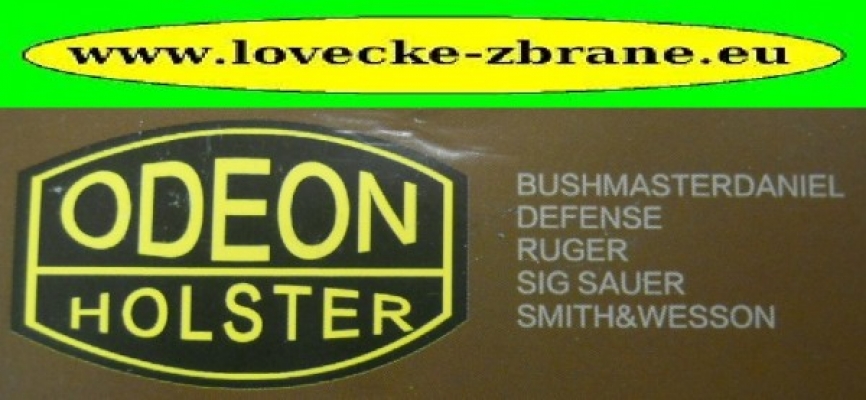 www.lovecke-zbrane.eu
ODEON
HOLSTER
BUSHMASTERDANIEL
DEFENSE
RUGER
SIG SAUER
SMITH&WESSON